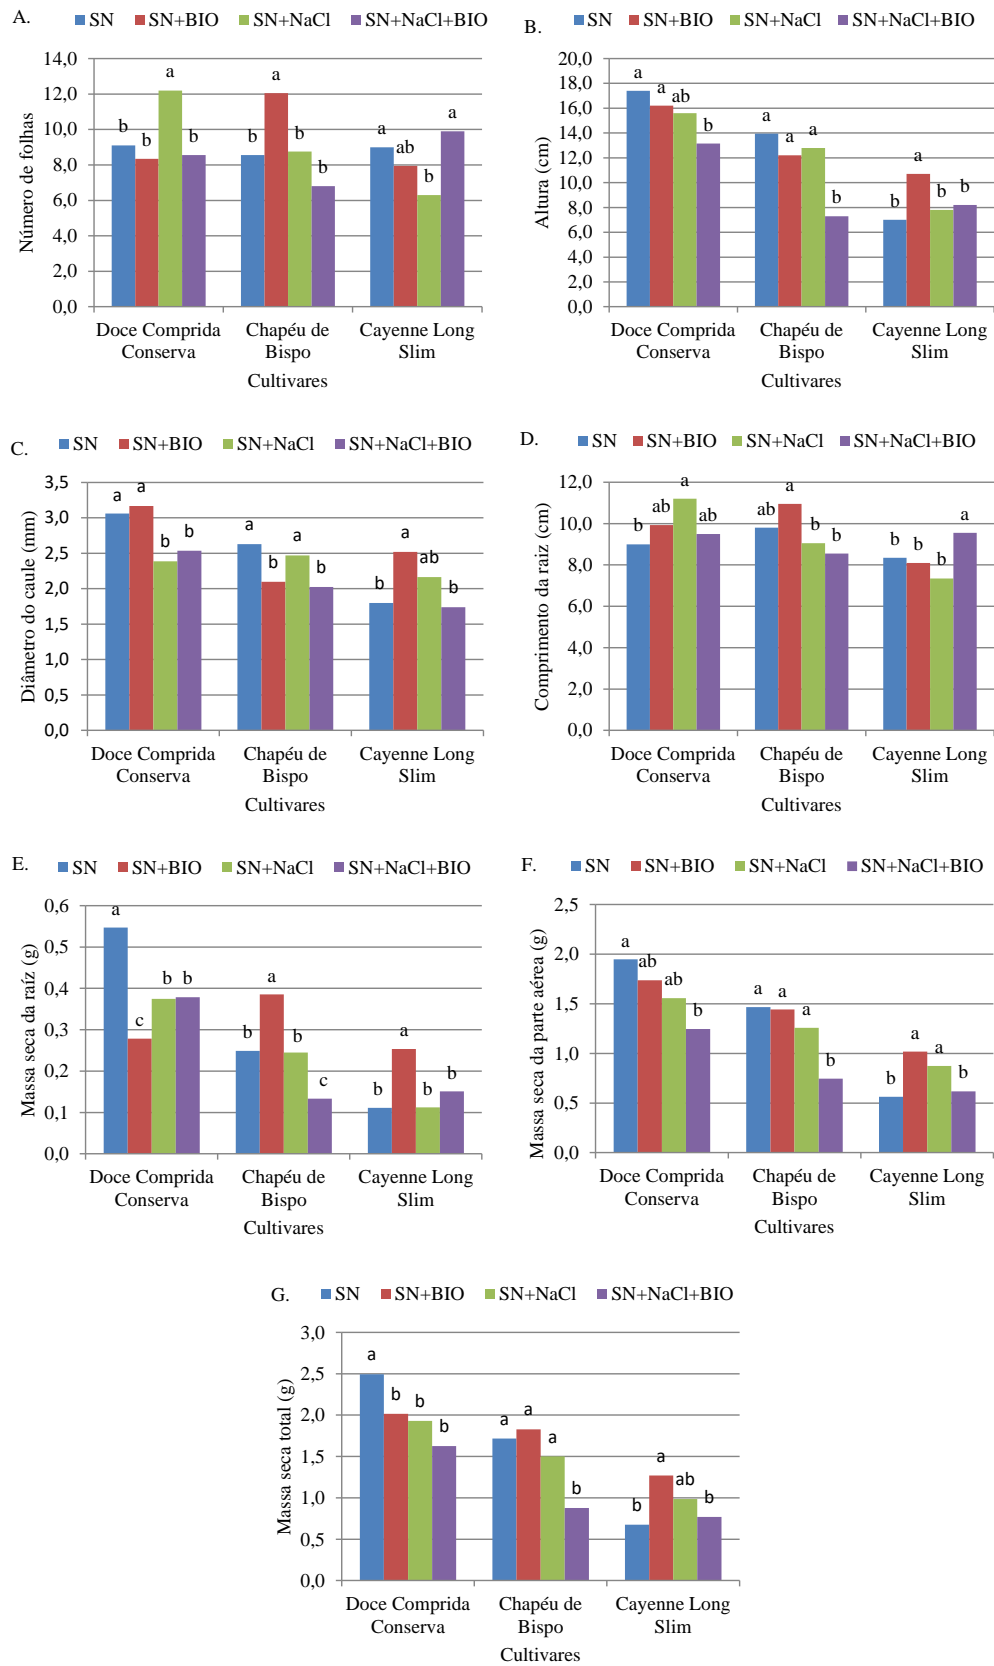 A.
SN SN+BIO SN+NaCl SN+NaCl+BIO
Número de folhas
14,0
12,0
10,0
8,0
6,0
4,0
2,0
0,0
b b a b
b a b b
a ab b a
Doce Comprida Conserva
Chapéu de Bispo
Cayenne Long Slim
Cultivares
B.
SN SN+BIO SN+NaCl SN+NaCl+BIO
Altura (cm)
20,0
18,0
16,0
14,0
12,0
10,0
8,0
6,0
4,0
2,0
0,0
a a ab b
a a a b
b a b b
Doce Comprida Conserva
Chapéu de Bispo
Cayenne Long Slim
Cultivares
C.
SN SN+BIO SN+NaCl SN+NaCl+BIO
Diâmetro do caule (mm)
3,5
3,0
2,5
2,0
1,5
1,0
0,5
0,0
a a b b
a b a b
b a ab b
Doce Comprida Conserva
Chapéu de Bispo
Cayenne Long Slim
Cultivares
D.
SN SN+BIO SN+NaCl SN+NaCl+BIO
Comprimento da raiz (cm)
12,0
10,0
8,0
6,0
4,0
2,0
0,0
b ab a ab
ab a b b
b b b a
Doce Comprida Conserva
Chapéu de Bispo
Cayenne Long Slim
Cultivares
E.
SN SN+BIO SN+NaCl SN+NaCl+BIO
Massa seca da raíz (g)
0,6
0,5
0,4
0,3
0,2
0,1
0,0
a c b b
b a b c
b a b b
Doce Comprida Conserva
Chapéu de Bispo
Cayenne Long Slim
Cultivares
F.
SN SN+BIO SN+NaCl SN+NaCl+BIO
Massa seca da parte aérea (g)
2,5
2,0
1,5
1,0
0,5
0,0
a ab ab b
a a a b
b a a b
Doce Comprida Conserva
Chapéu de Bispo
Cayenne Long Slim
Cultivares
G.
SN SN+BIO SN+NaCl SN+NaCl+BIO
Massa seca total (g)
3,0
2,5
2,0
1,5
1,0
0,5
0,0
a b b b
a a a b
b a ab b
Doce Comprida Conserva
Chapéu de Bispo
Cayenne Long Slim
Cultivares